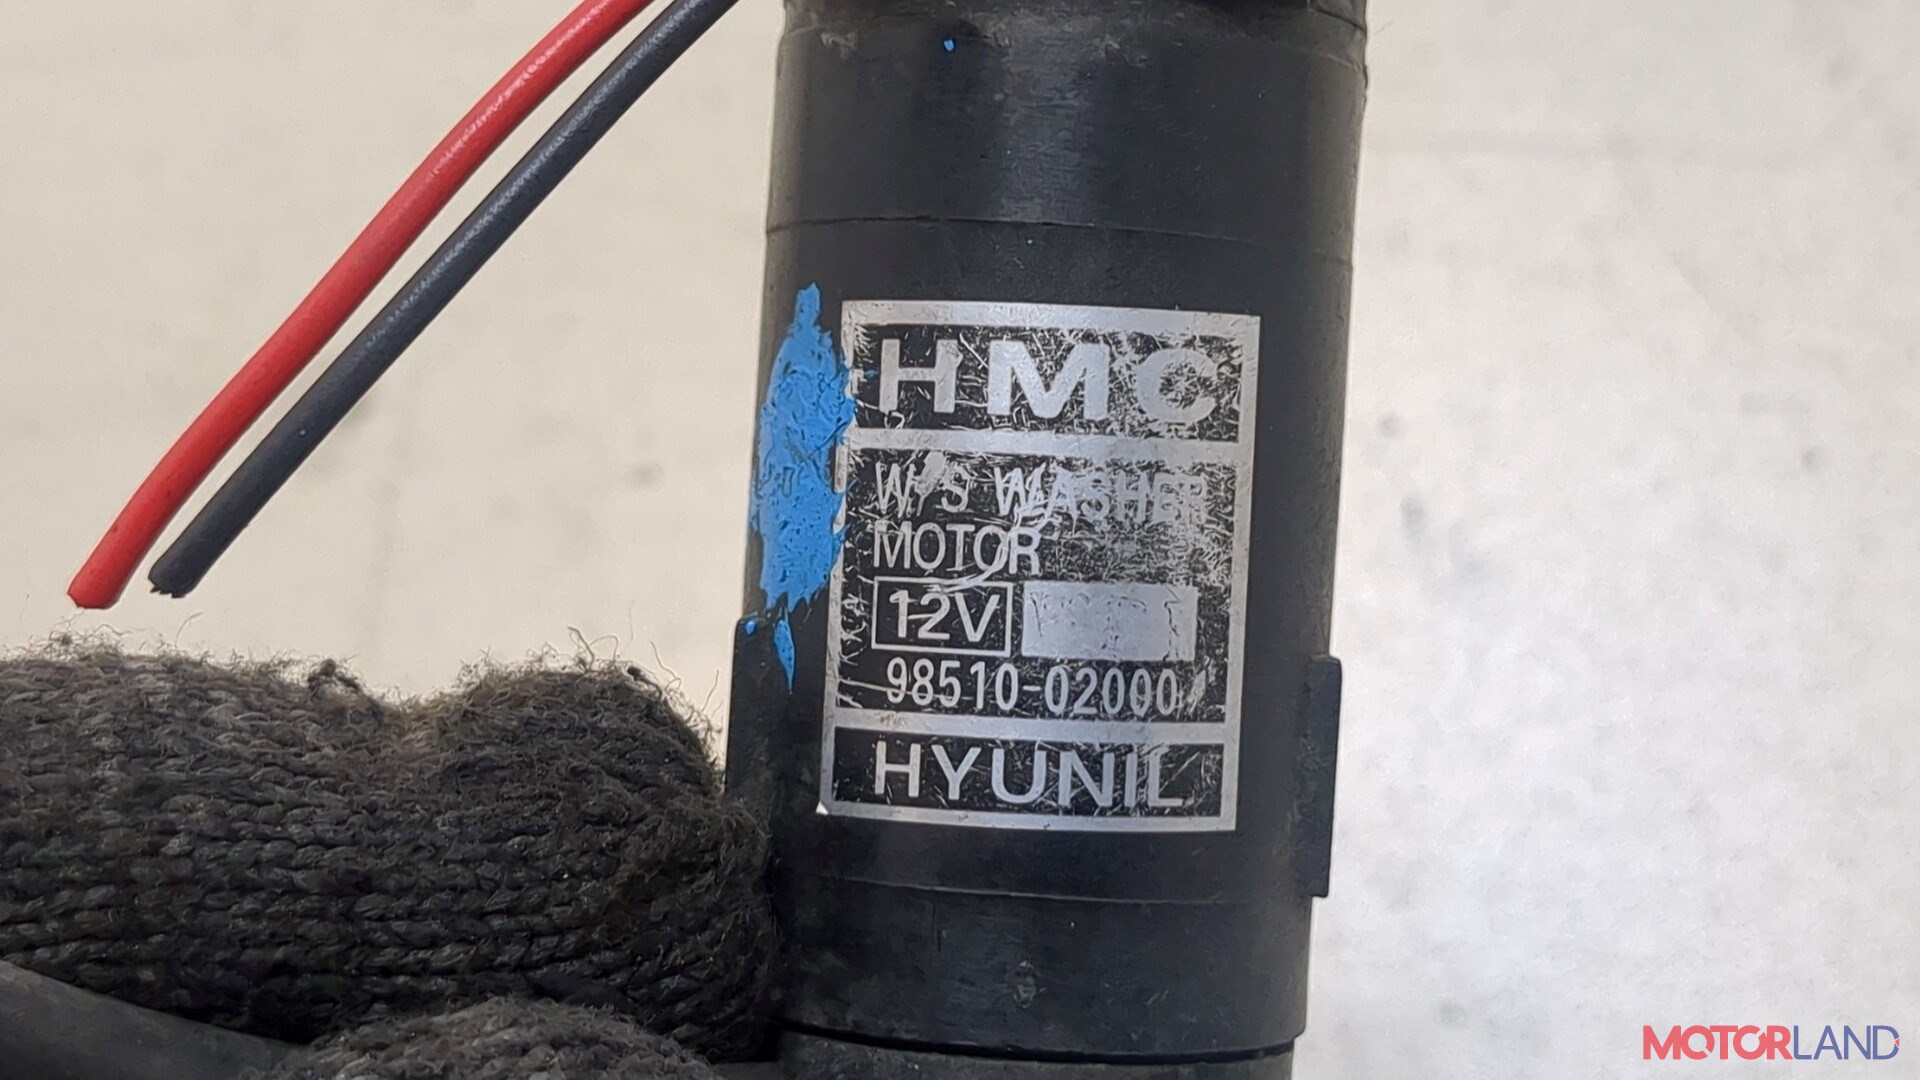 HMC
W/S WASHER
MOTOR
12V
98510-02000
HYUNIL
MOTORLAND